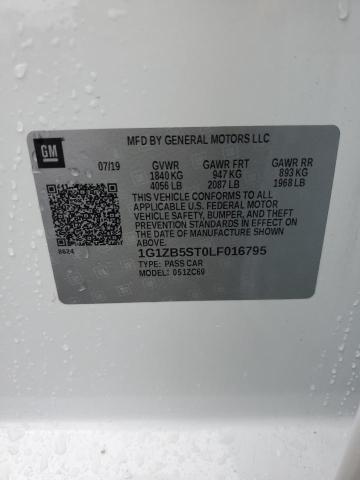 GM
MFD BY GENERAL MOTORS LLC
07/19 GVWR GAWR FRT GAWR RR
1840 KG 947 KG 893 KG
4056 LB 2087 LB 1968 LB
THIS VEHICLE CONFORMS TO ALL
APPLICABLE U.S. FEDERAL MOTOR
VEHICLE SAFETY, BUMPER, AND THEFT
PREVENTION STANDARDS IN EFFECT ON
THE DATE OF MANUFACTURE SHOWN ABOVE.
8624 1G1ZB5ST0LF016795
TYPE: PASS CAR
MODEL: 051ZC69